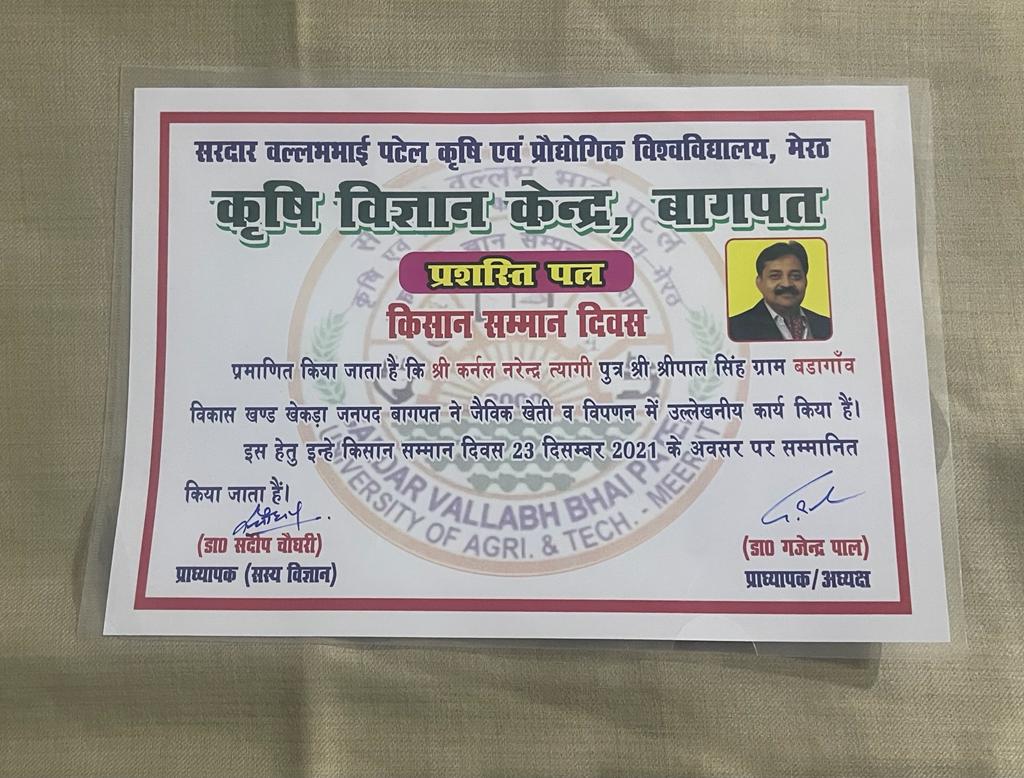 सरदार वल्लभभाई पटेल कृषि एवं प्रौद्योगिक विश्वविद्यालय, मेरठ
कृषि विज्ञान केन्द्र, बागपत
प्रशस्ति पत्र
किसान सम्मान दिवस
प्रमाणित किया जाता है कि श्री कर्नल नरेन्द्र त्यागी पुत्र श्री श्रीपाल सिंह ग्राम बडागाँव
विकास खण्ड खेकड़ा जनपद बागपत ने जैविक खेती व विपणन में उल्लेखनीय कार्य किया हैं।
इस हेतु इन्हे किसान सम्मान दिवस 23 दिसम्बर 2021 के अवसर पर सम्मानित
किया जाता हैं।
(डा0 सदीप चौघरी)
प्राध्यापक (सस्य विज्ञान)
(डा0 गजेन्द्र पाल)
प्राध्यापक/अध्यक्ष
SARDAR VALLABH BHAI PATEL
UNIVERSITY OF AGRI. & TECH. - MEERUT